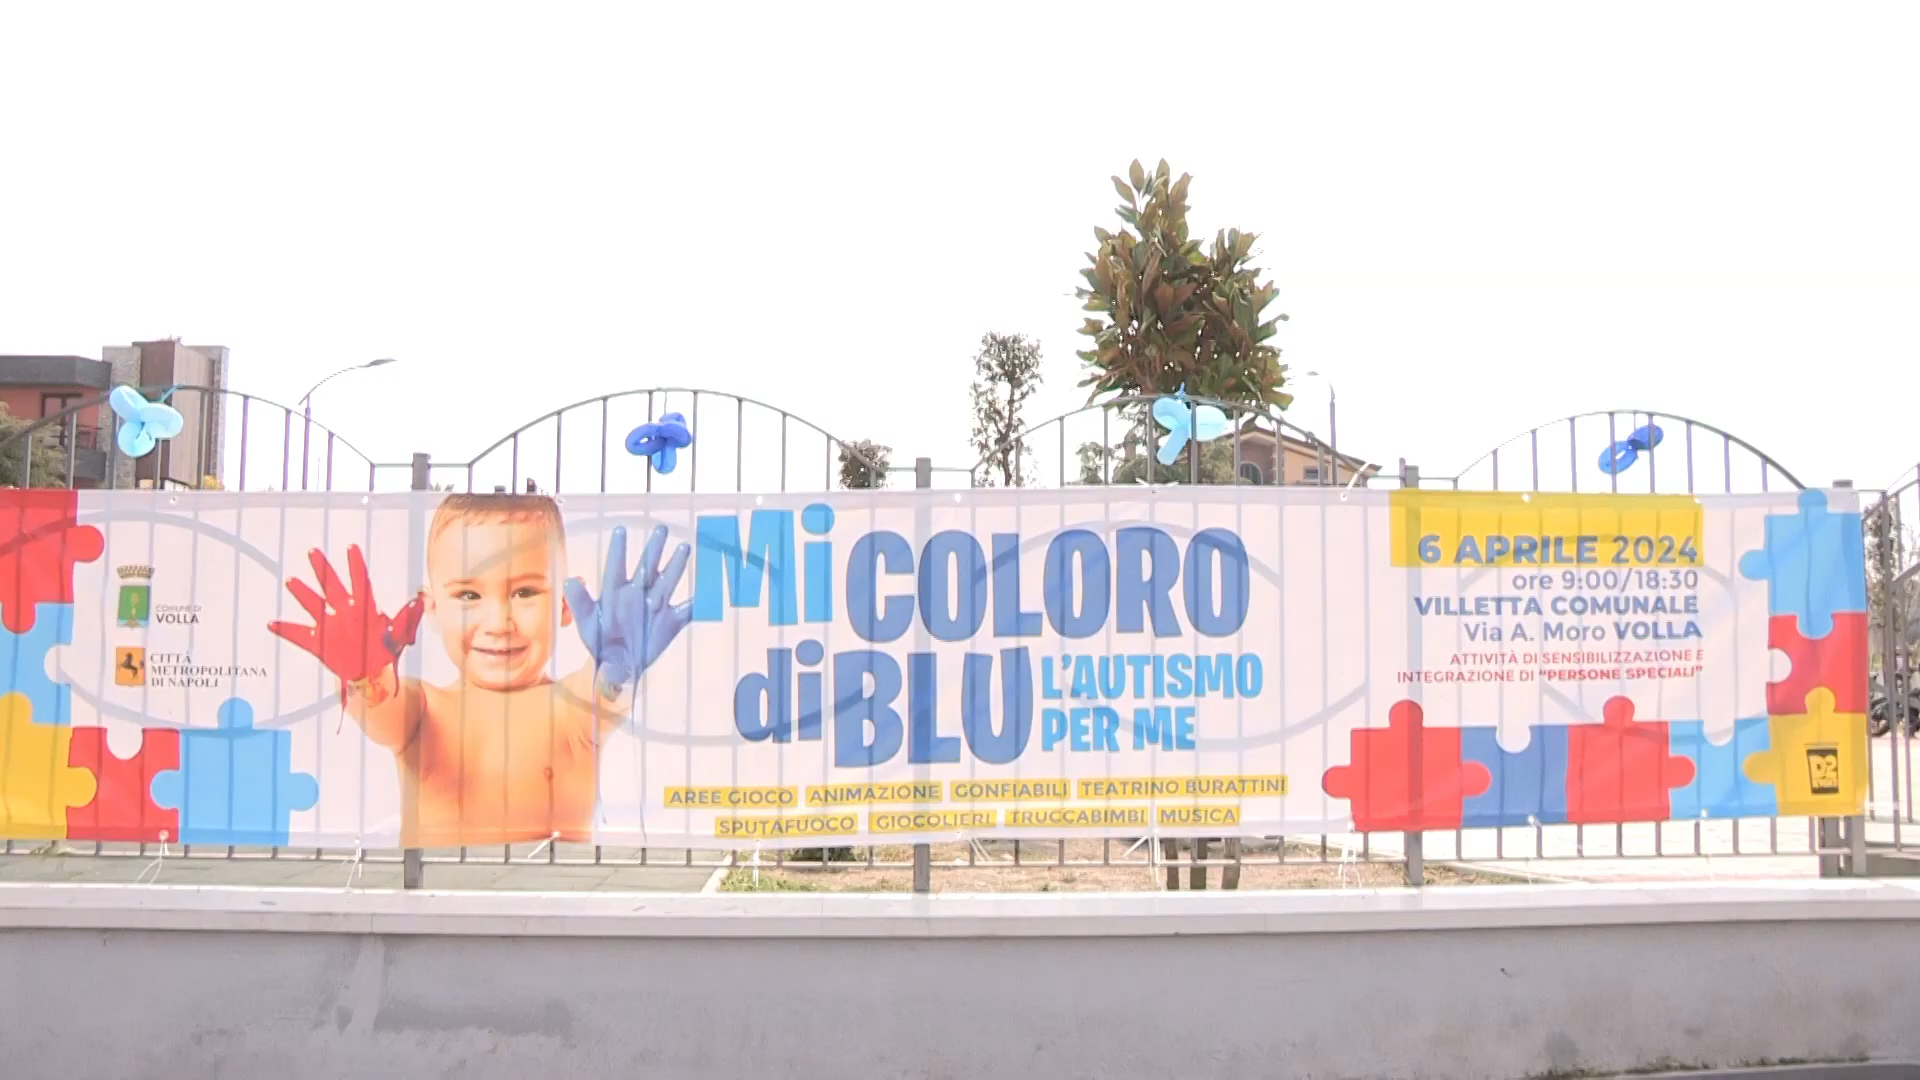 COMUNE DI
VOLLA
CITTÀ
METROPOLITANA
DI NAPOLI
Mi COLORO
di BLU L'AUTISMO
PER ME
AREE GIOCO ANIMAZIONE GONFIABILI TEATRINO BURATTINI
SPUTAFUOCO GIOCOLIERI TRUCCABIMBI MUSICA
6 APRILE 2024
ore 9:00/18:30
VILLETTA COMUNALE
Via A. Moro VOLLA
ATTIVITÀ DI SENSIBILIZZAZIONE E
INTEGRAZIONE DI "PERSONE SPECIALI"